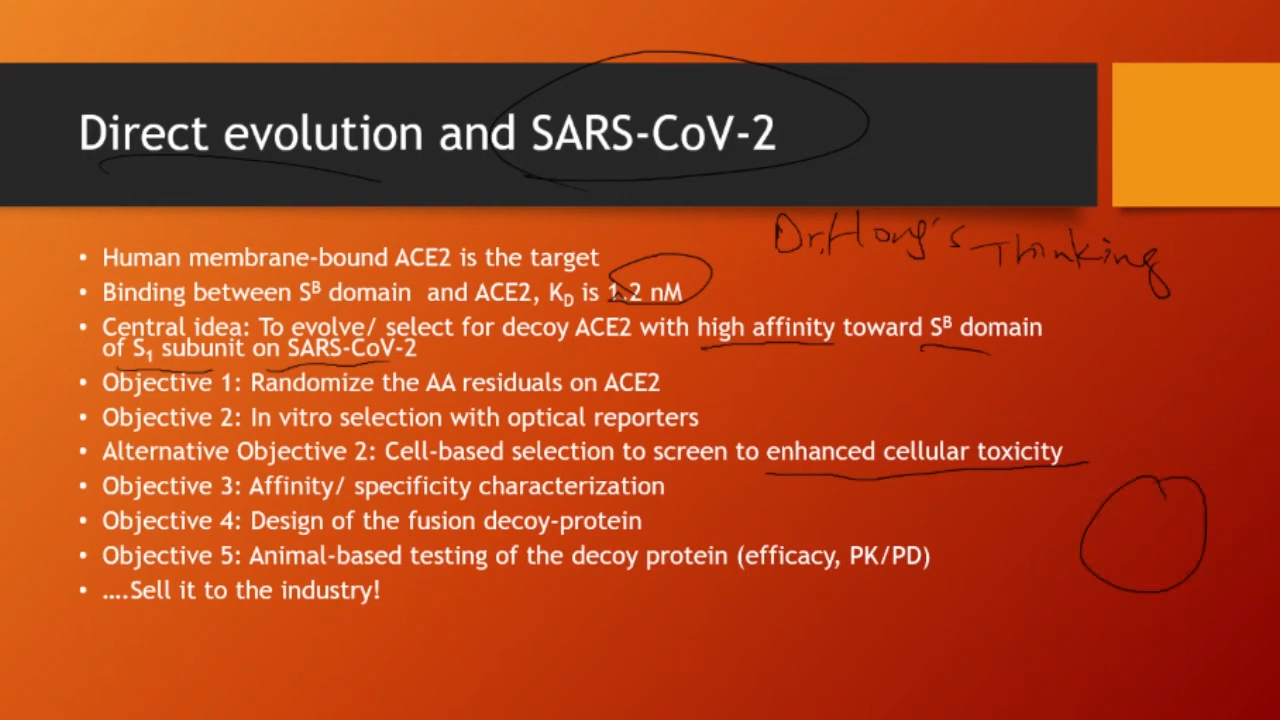 Direct evolution and SARS-CoV-2
Dr. Hong's Thinking
• Human membrane-bound ACE2 is the target
• Binding between Sᴮ domain and ACE2, K_D is 1.2 nM
• Central idea: To evolve/ select for decoy ACE2 with high affinity toward Sᴮ domain
of S₁ subunit on SARS-CoV-2
• Objective 1: Randomize the AA residuals on ACE2
• Objective 2: In vitro selection with optical reporters
• Alternative Objective 2: Cell-based selection to screen to enhanced cellular toxicity
• Objective 3: Affinity/ specificity characterization
• Objective 4: Design of the fusion decoy-protein
• Objective 5: Animal-based testing of the decoy protein (efficacy, PK/PD)
• ….Sell it to the industry!